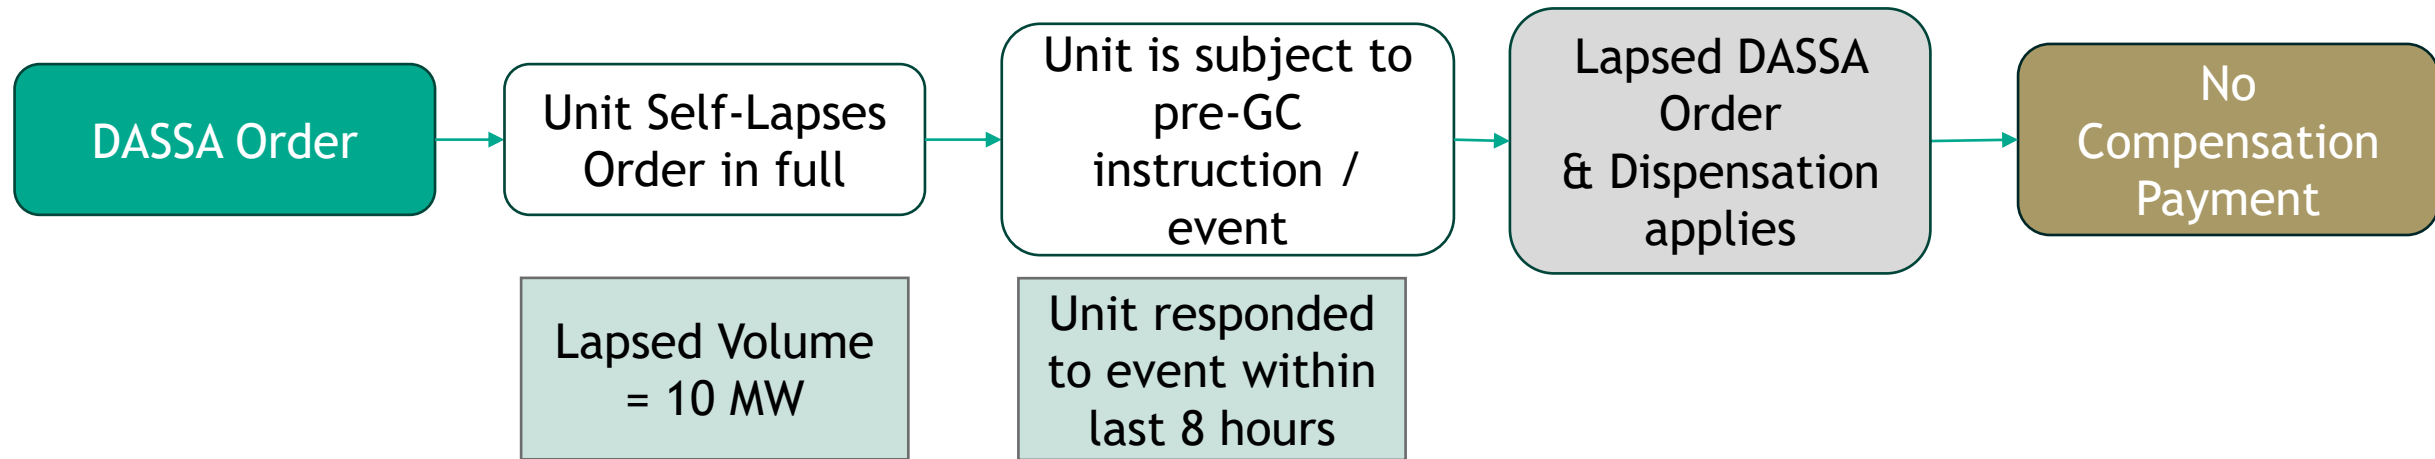 DASSA Order
Unit Self-Lapses
Order in full
Unit is subject to
pre-GC
instruction /
event
Lapsed DASSA
Order
& Dispensation
applies
No
Compensation
Payment
Lapsed Volume
= 10 MW
Unit responded
to event within
last 8 hours